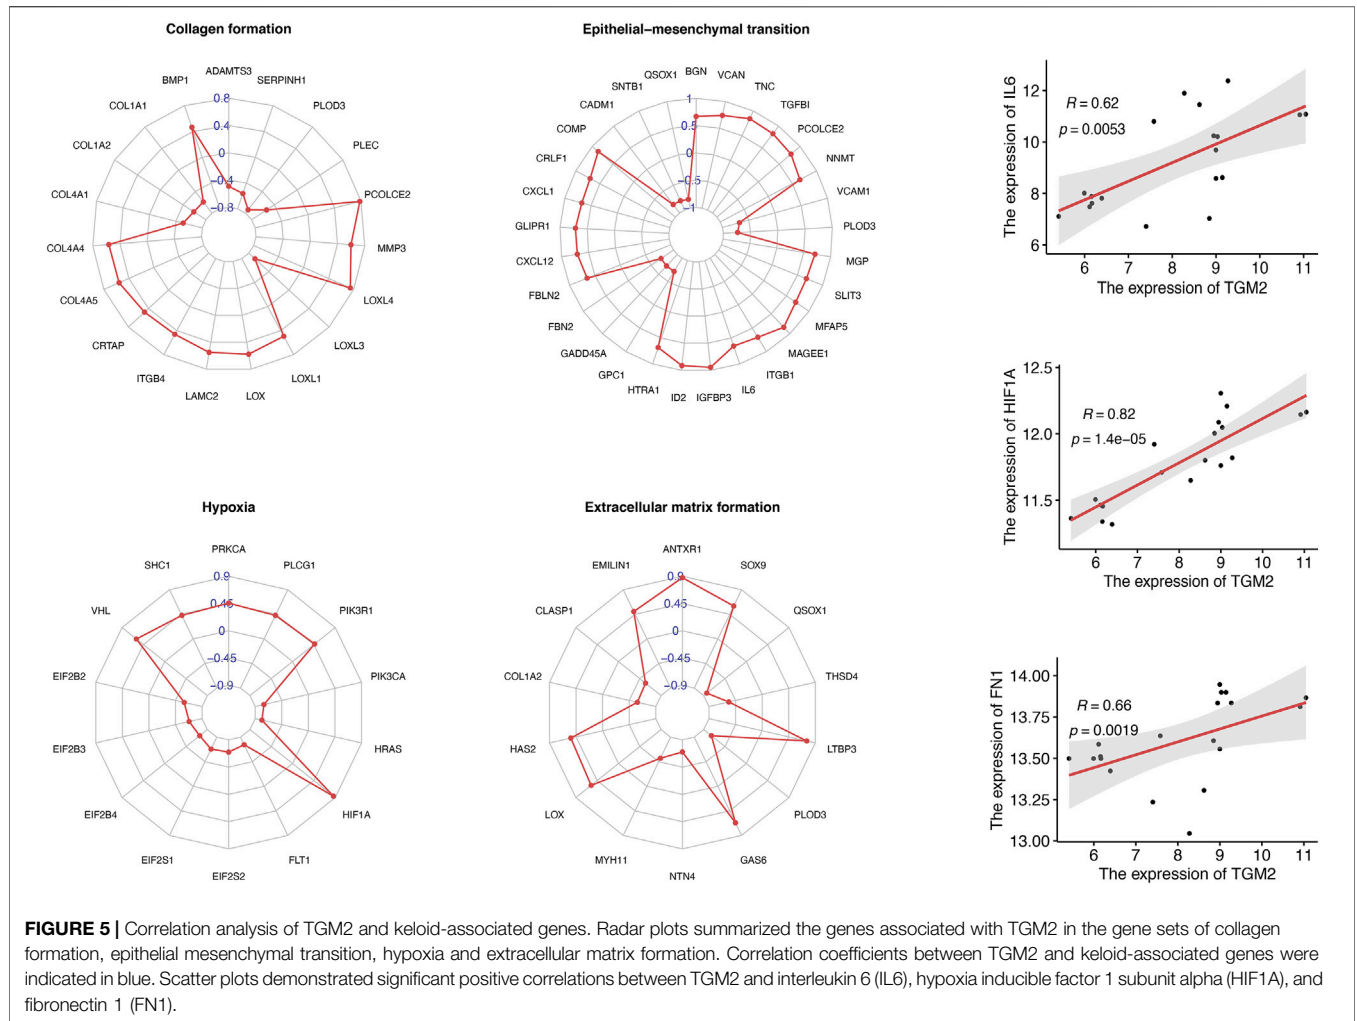 Collagen formation
ADAMTS3
SERPINH1
PLOD3
PLEC
PCOLCE2
MMP3
LOXL4
LOXL3
LOXL1
LOX
LAMC2
ITGB4
CRTAP
COL4A5
COL4A4
COL4A1
COL1A2
COL1A1
BMP1
0.8
0.4
0
−0.4
−0.8
Epithelial−mesenchymal transition
BGN
VCAN
TNC
TGFBI
PCOLCE2
NNMT
VCAM1
PLOD3
MGP
SLIT3
MFAP5
MAGEE1
ITGB1
IL6
IGFBP3
ID2
HTRA1
GPC1
GADD45A
FBN2
FBLN2
CXCL12
GLIPR1
CXCL1
CRLF1
COMP
CADM1
SNTB1
QSOX1
1
0.5
0
−0.5
−1
The expression of IL6
12
10
8
6
R = 0.62
p = 0.0053
6 7 8 9 10 11
The expression of TGM2
The expression of HIF1A
12.5
12.0
11.5
R = 0.82
p = 1.4e−05
6 7 8 9 10 11
The expression of TGM2
Hypoxia
PRKCA
PLCG1
PIK3R1
PIK3CA
HRAS
HIF1A
FLT1
EIF2S2
EIF2S1
EIF2B4
EIF2B3
EIF2B2
VHL
SHC1
0.9
0.45
0
−0.45
−0.9
Extracellular matrix formation
ANTXR1
SOX9
QSOX1
THSD4
LTBP3
PLOD3
GAS6
NTN4
MYH11
LOX
HAS2
COL1A2
CLASP1
EMILIN1
0.9
0.45
0
−0.45
−0.9
The expression of FN1
14.00
13.75
13.50
13.25
13.00
R = 0.66
p = 0.0019
6 7 8 9 10 11
The expression of TGM2
FIGURE 5 | Correlation analysis of TGM2 and keloid-associated genes. Radar plots summarized the genes associated with TGM2 in the gene sets of collagen
formation, epithelial mesenchymal transition, hypoxia and extracellular matrix formation. Correlation coefficients between TGM2 and keloid-associated genes were
indicated in blue. Scatter plots demonstrated significant positive correlations between TGM2 and interleukin 6 (IL6), hypoxia inducible factor 1 subunit alpha (HIF1A), and
fibronectin 1 (FN1).